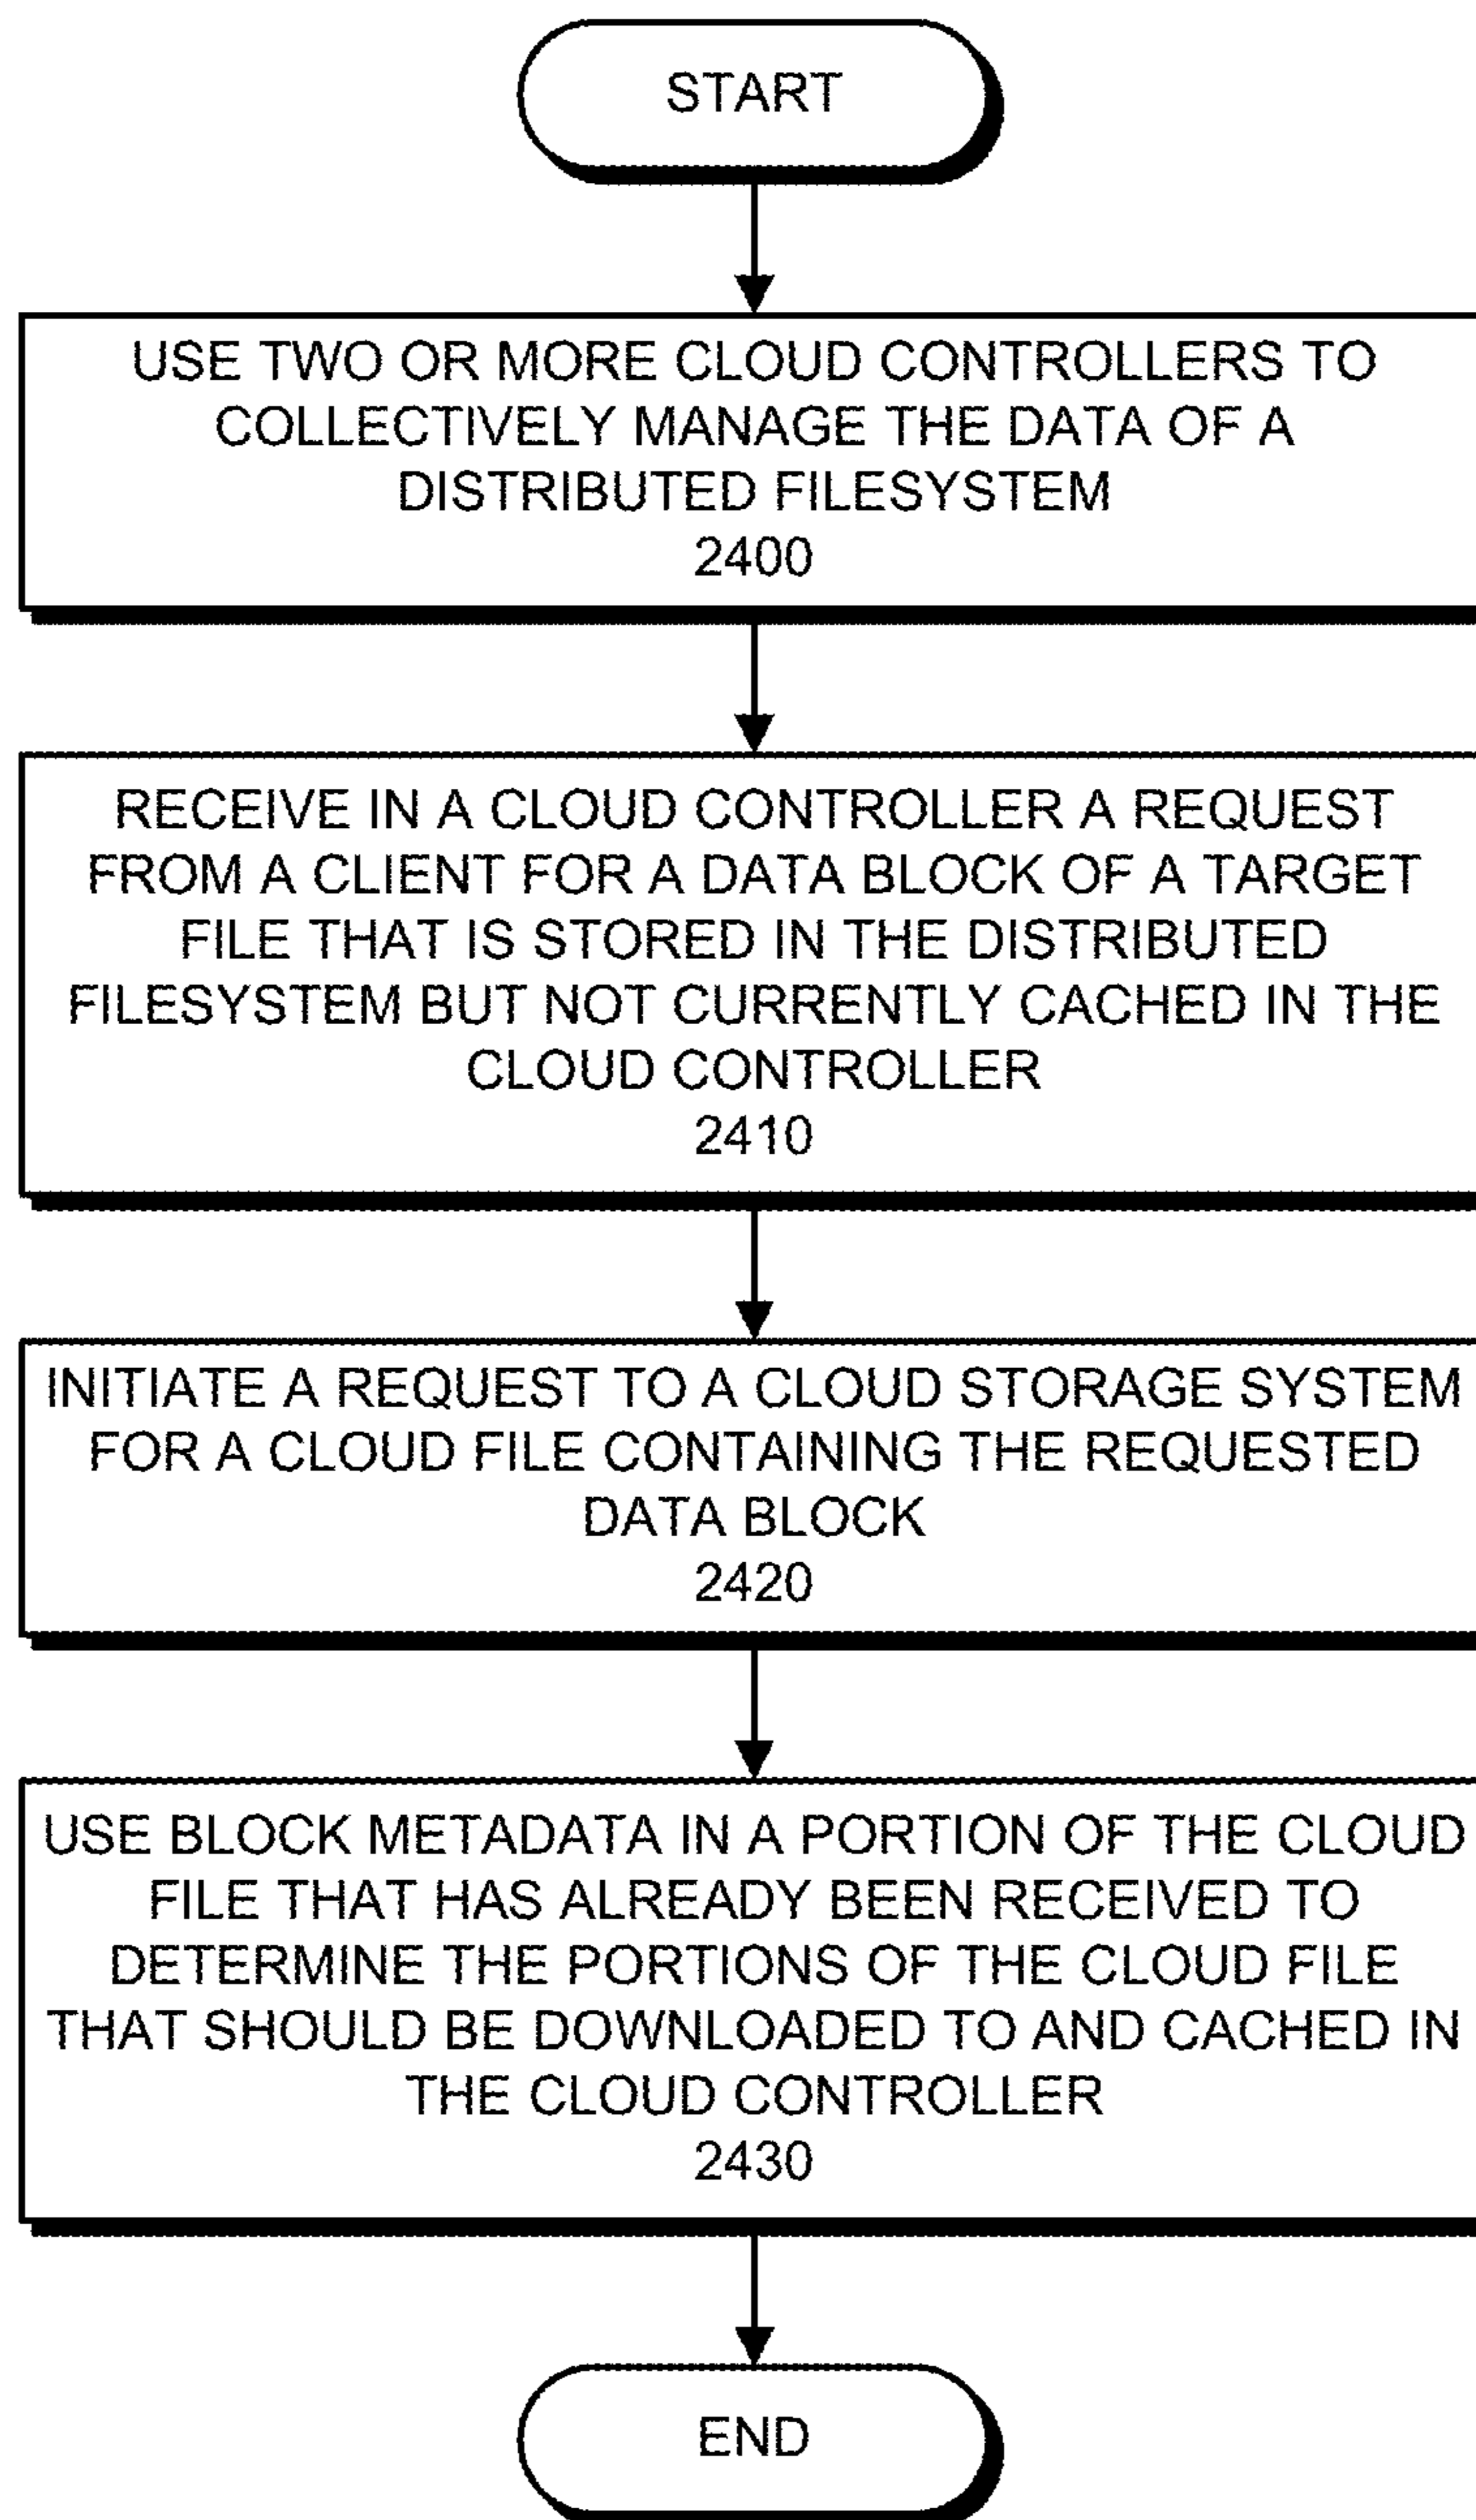 START
USE TWO OR MORE CLOUD CONTROLLERS TO
COLLECTIVELY MANAGE THE DATA OF A
DISTRIBUTED FILESYSTEM
2400
RECEIVE IN A CLOUD CONTROLLER A REQUEST
FROM A CLIENT FOR A DATA BLOCK OF A TARGET
FILE THAT IS STORED IN THE DISTRIBUTED
FILESYSTEM BUT NOT CURRENTLY CACHED IN THE
CLOUD CONTROLLER
2410
INITIATE A REQUEST TO A CLOUD STORAGE SYSTEM
FOR A CLOUD FILE CONTAINING THE REQUESTED
DATA BLOCK
2420
USE BLOCK METADATA IN A PORTION OF THE CLOUD
FILE THAT HAS ALREADY BEEN RECEIVED TO
DETERMINE THE PORTIONS OF THE CLOUD FILE
THAT SHOULD BE DOWNLOADED TO AND CACHED IN
THE CLOUD CONTROLLER
2430
END